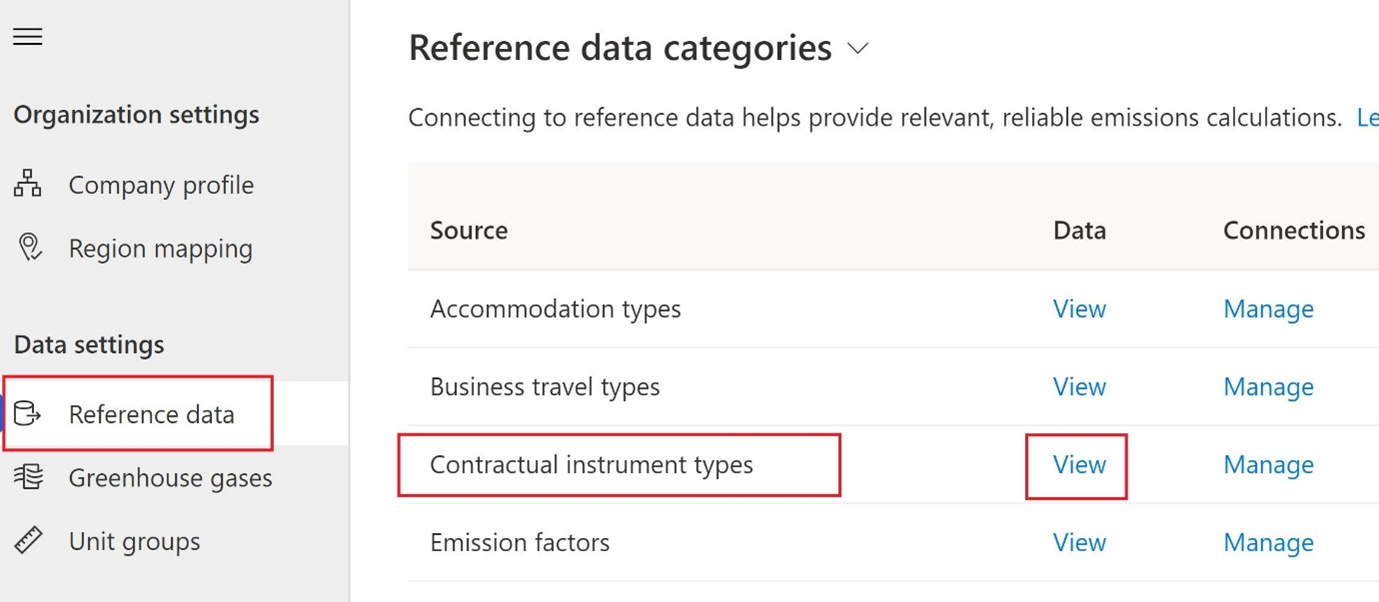 Organization settings
Company profile
Region mapping
Data settings
Reference data
Greenhouse gases
Unit groups
Reference data categories
Connecting to reference data helps provide relevant, reliable emissions calculations. Le
Source Data Connections
Accommodation types View Manage
Business travel types View Manage
Contractual instrument types View Manage
Emission factors View Manage